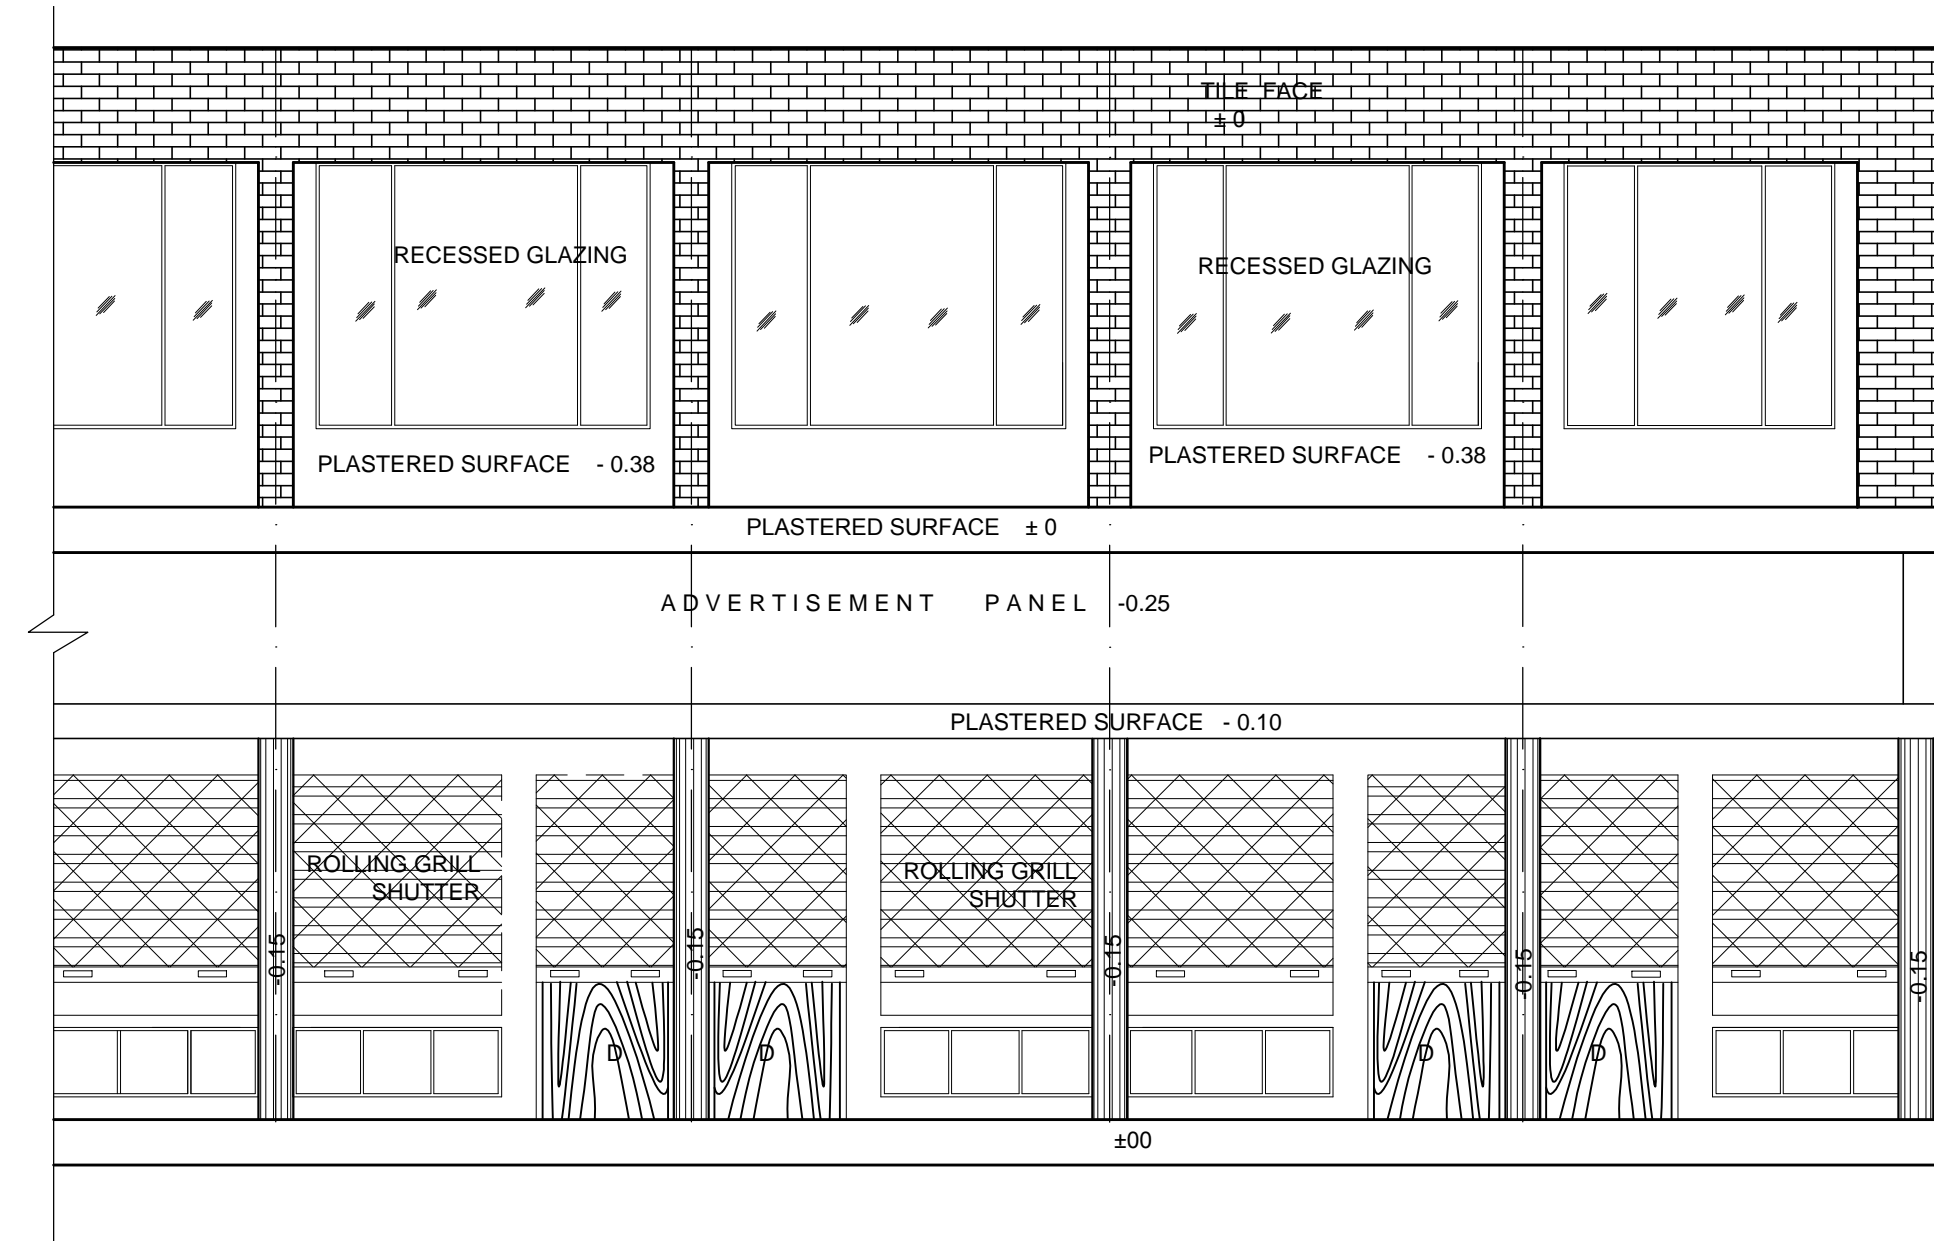 TILE FACE
± 0
RECESSED GLAZING
RECESSED GLAZING
PLASTERED SURFACE - 0.38
PLASTERED SURFACE - 0.38
PLASTERED SURFACE ± 0
ADVERTISEMENT PANEL -0.25
PLASTERED SURFACE - 0.10
ROLLING GRILL
SHUTTER
ROLLING GRILL
SHUTTER
-0.15
-0.15
-0.15
-0.15
-0.15
D
D
D
D
±00